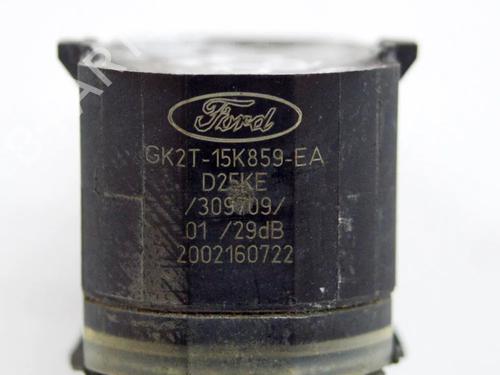 Ford
GK2T-15K859-EA
D25KE
/309709/
01 /29dB
2002160722